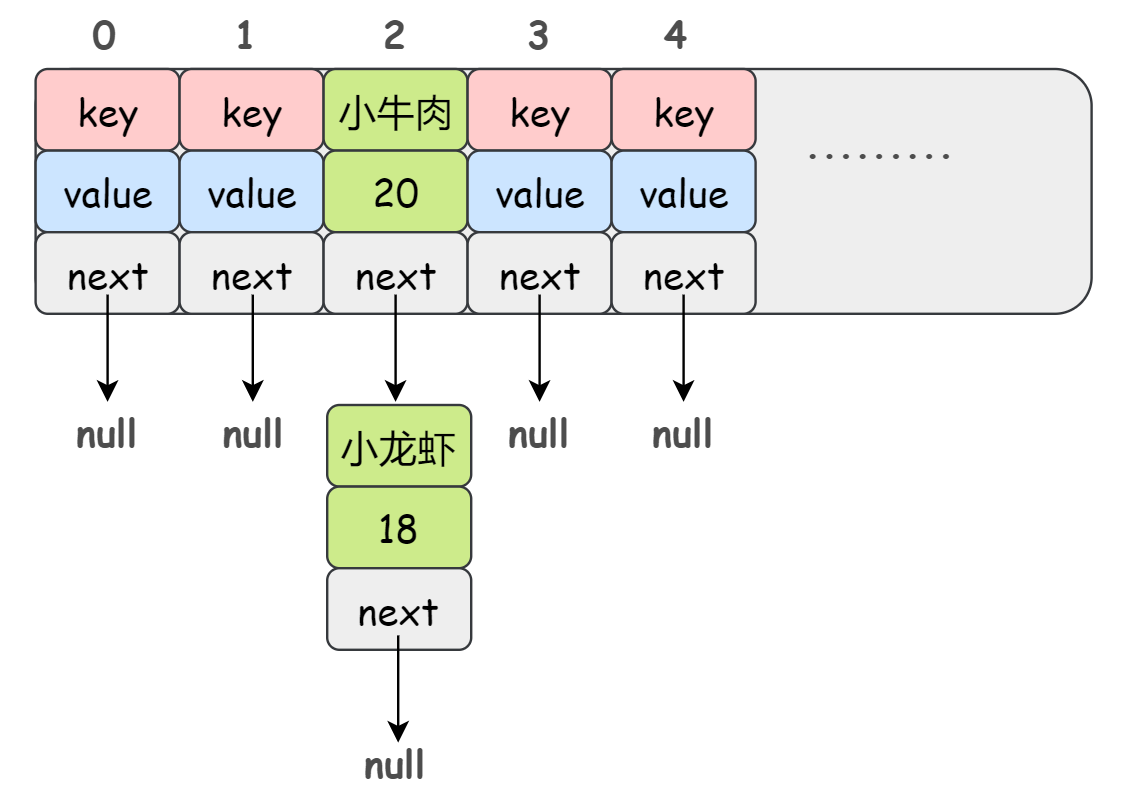 0 1 2 3 4
key key 小牛肉 key key
value value 20 value value .........
next next next next next
null null null null
小龙虾
18
next
null